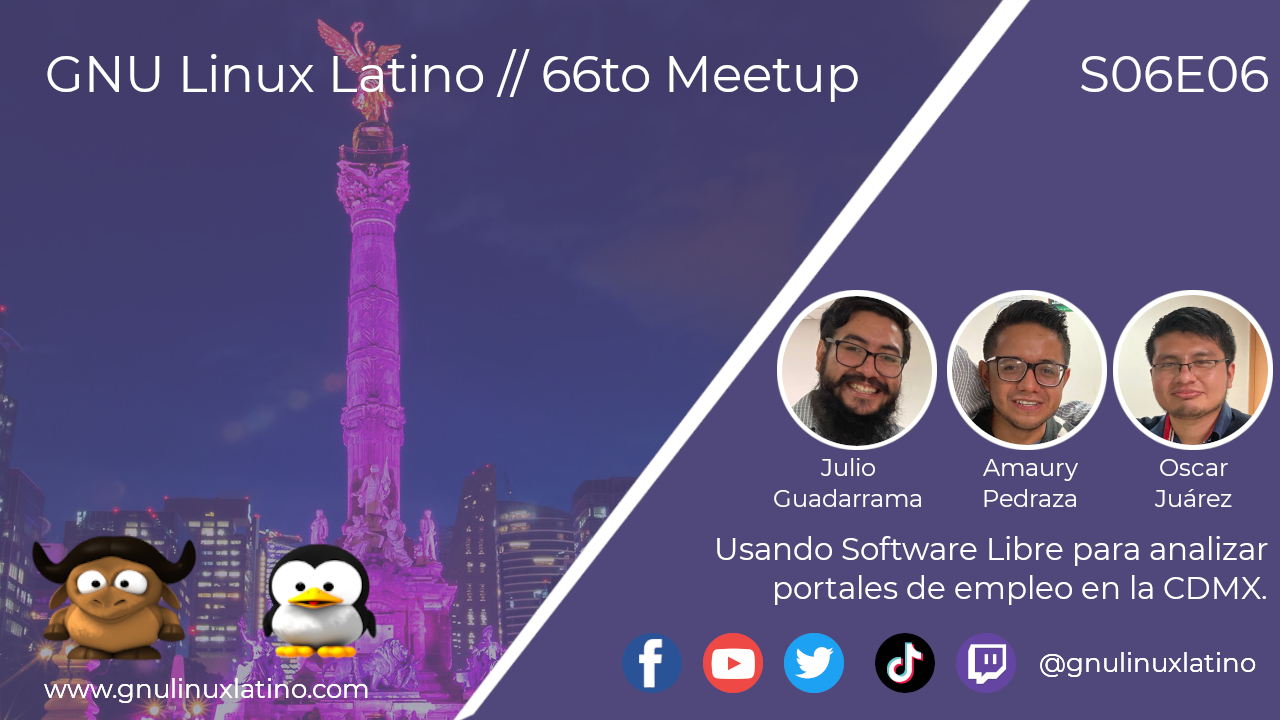 GNU Linux Latino // 66to Meetup
S06E06
Julio
Guadarrama
Amaury
Pedraza
Oscar
Juárez
Usando Software Libre para analizar
portales de empleo en la CDMX.
@gnulinuxlatino
www.gnulinuxlatino.com